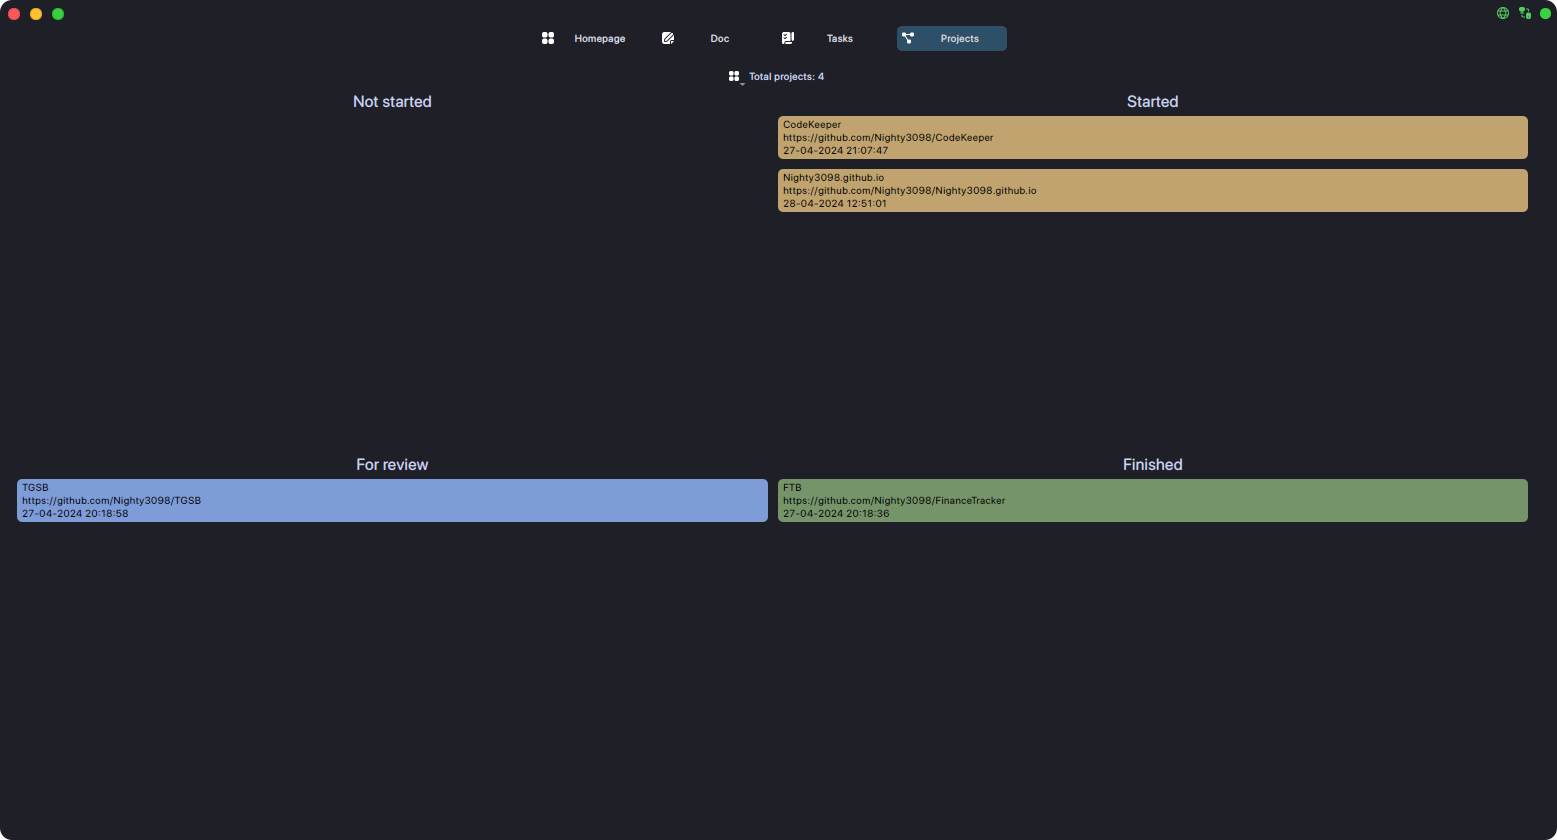 Homepage
Doc
Tasks
Projects
Total projects: 4
Not started
Started
CodeKeeper
https://github.com/Nighty3098/CodeKeeper
27-04-2024 21:07:47
Nighty3098.github.io
https://github.com/Nighty3098/Nighty3098.github.io
28-04-2024 12:51:01
For review
TGSB
https://github.com/Nighty3098/TGSB
27-04-2024 20:18:58
Finished
FTB
https://github.com/Nighty3098/FinanceTracker
27-04-2024 20:18:36